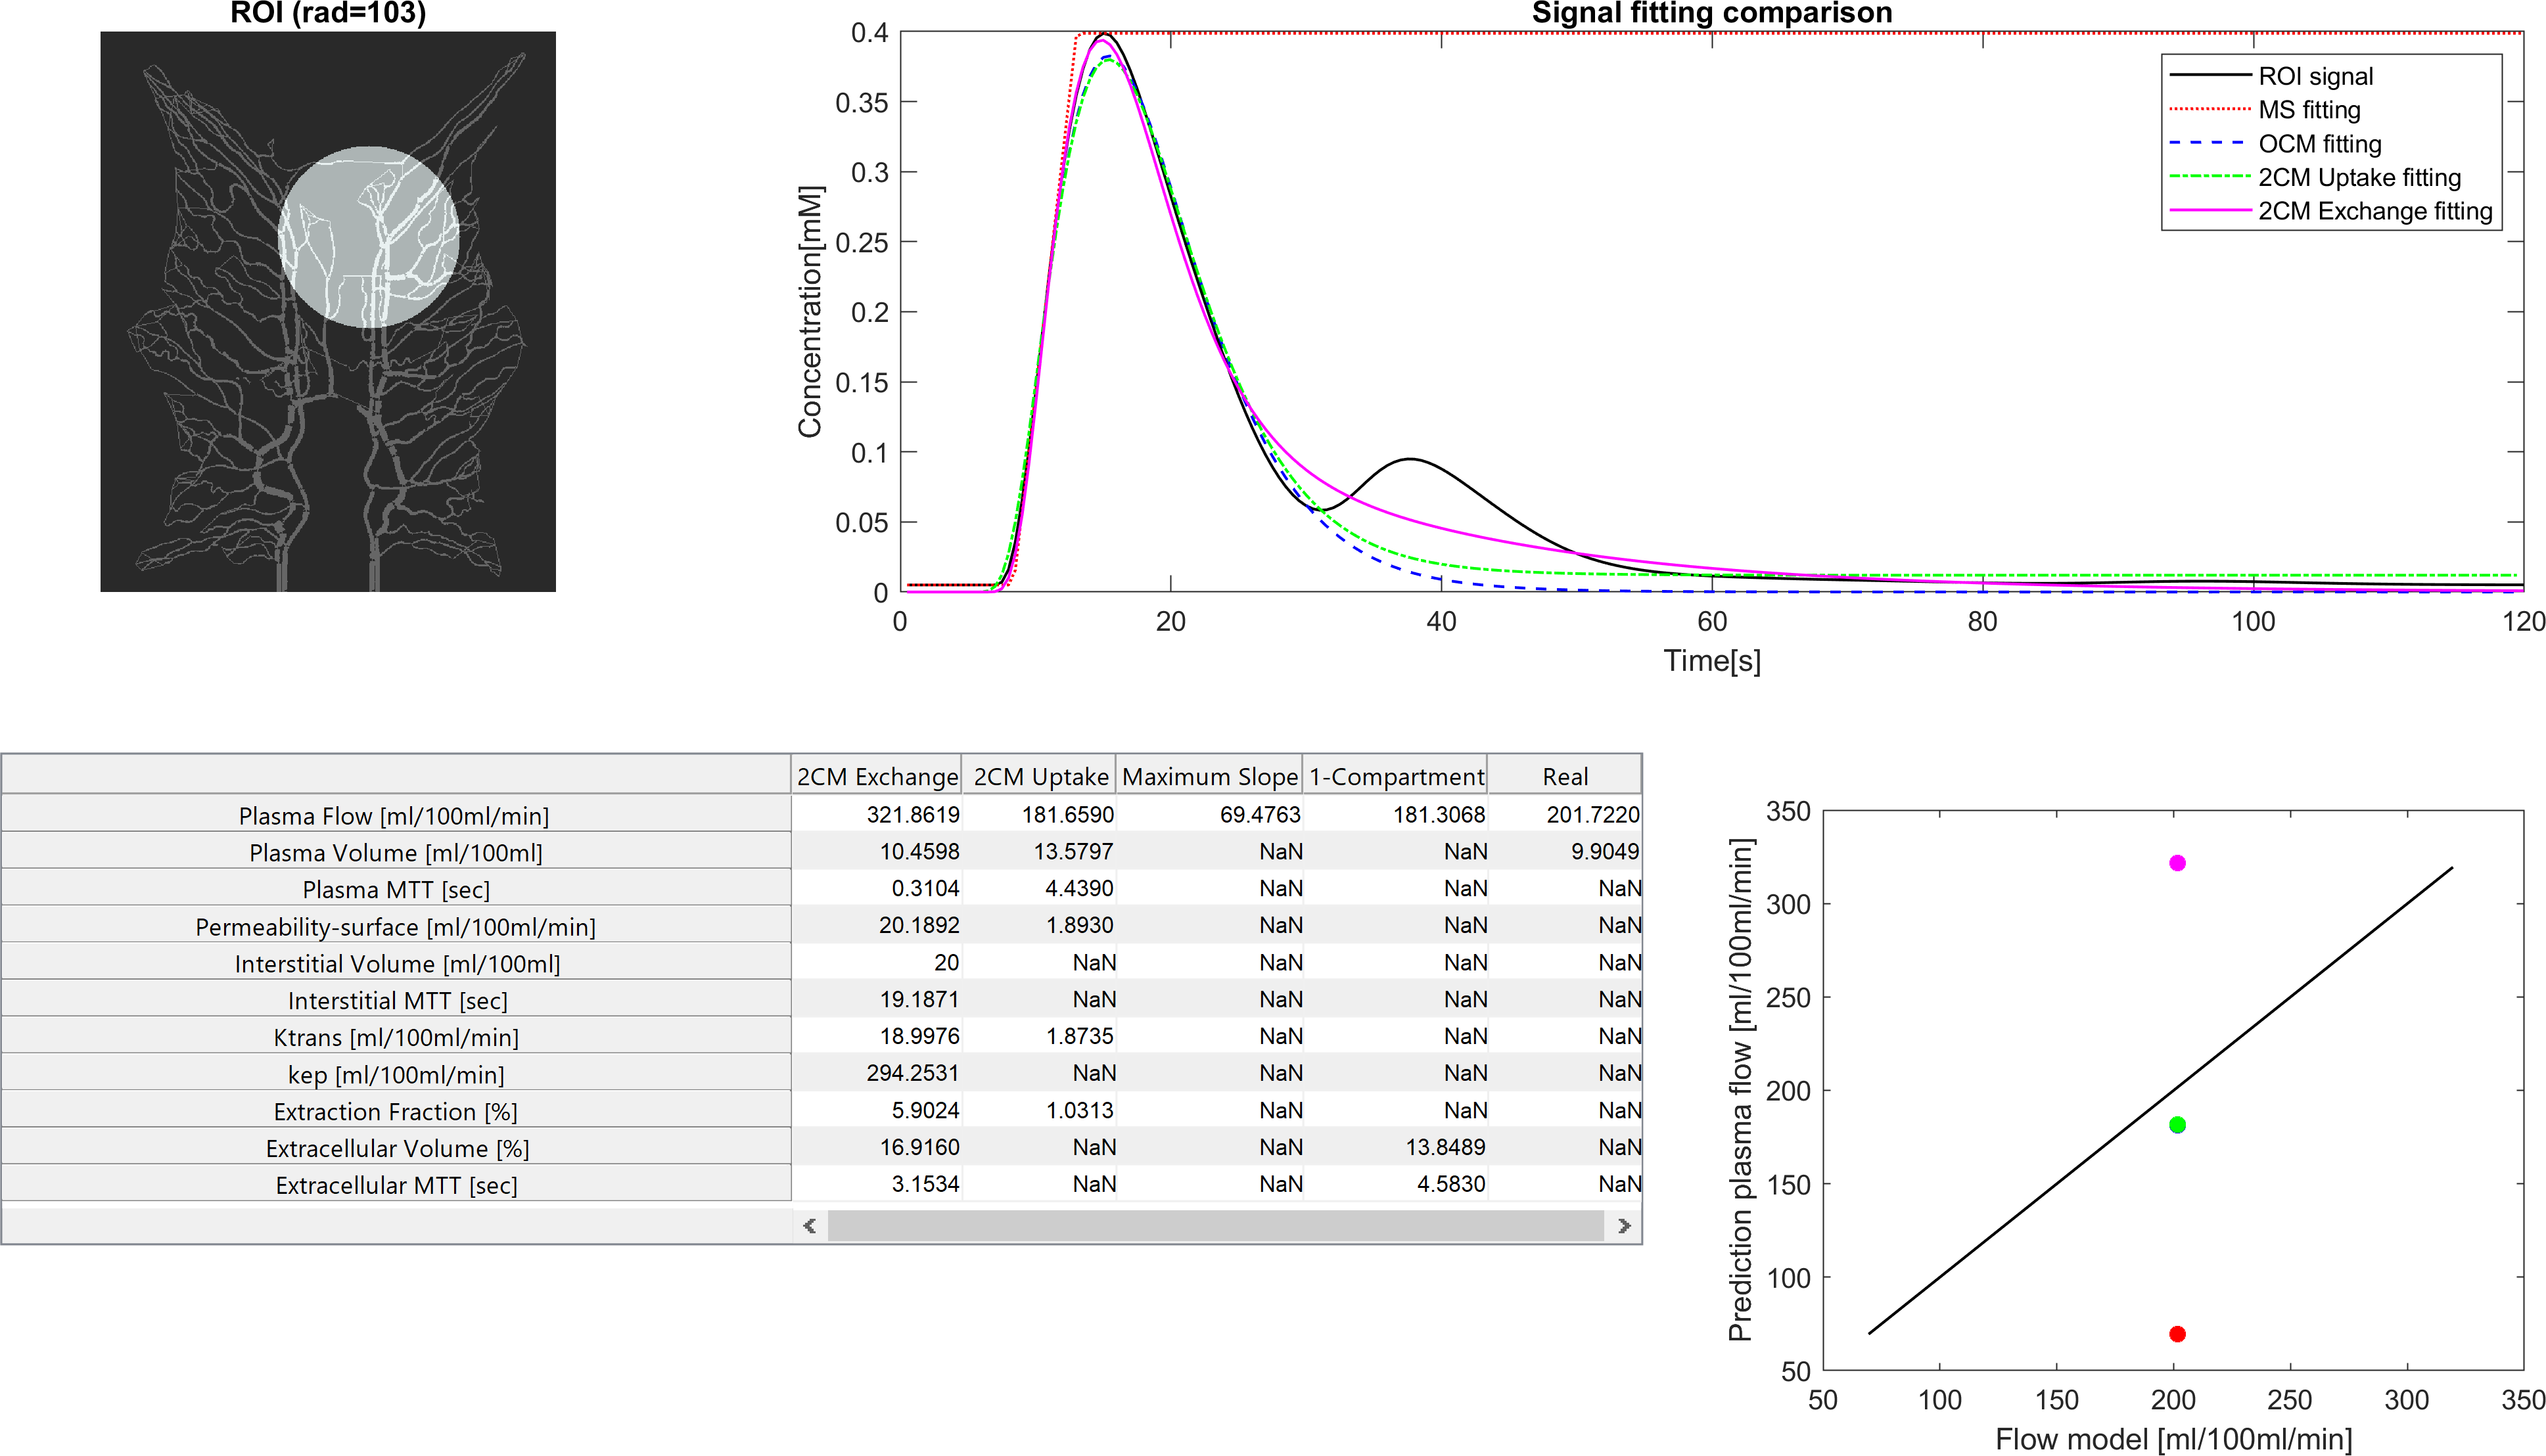 ROI (rad=103)
Signal fitting comparison
0.4
0.35
0.3
0.25
0.2
0.15
0.1
0.05
0
Concentration[mM]
0 20 40 60 80 100 120
Time[s]
ROI signal
MS fitting
OCM fitting
2CM Uptake fitting
2CM Exchange fitting
2CM Exchange 2CM Uptake Maximum Slope 1-Compartment Real
Plasma Flow [ml/100ml/min] 321.8619 181.6590 69.4763 181.3068 201.7220
Plasma Volume [ml/100ml] 10.4598 13.5797 NaN NaN 9.9049
Plasma MTT [sec] 0.3104 4.4390 NaN NaN NaN
Permeability-surface [ml/100ml/min] 20.1892 1.8930 NaN NaN NaN
Interstitial Volume [ml/100ml] 20 NaN NaN NaN NaN
Interstitial MTT [sec] 19.1871 NaN NaN NaN NaN
Ktrans [ml/100ml/min] 18.9976 1.8735 NaN NaN NaN
kep [ml/100ml/min] 294.2531 NaN NaN NaN NaN
Extraction Fraction [%] 5.9024 1.0313 NaN NaN NaN
Extracellular Volume [%] 16.9160 NaN NaN 13.8489 NaN
Extracellular MTT [sec] 3.1534 NaN NaN 4.5830 NaN
350
300
250
200
150
100
50
Prediction plasma flow [ml/100ml/min]
50 100 150 200 250 300 350
Flow model [ml/100ml/min]